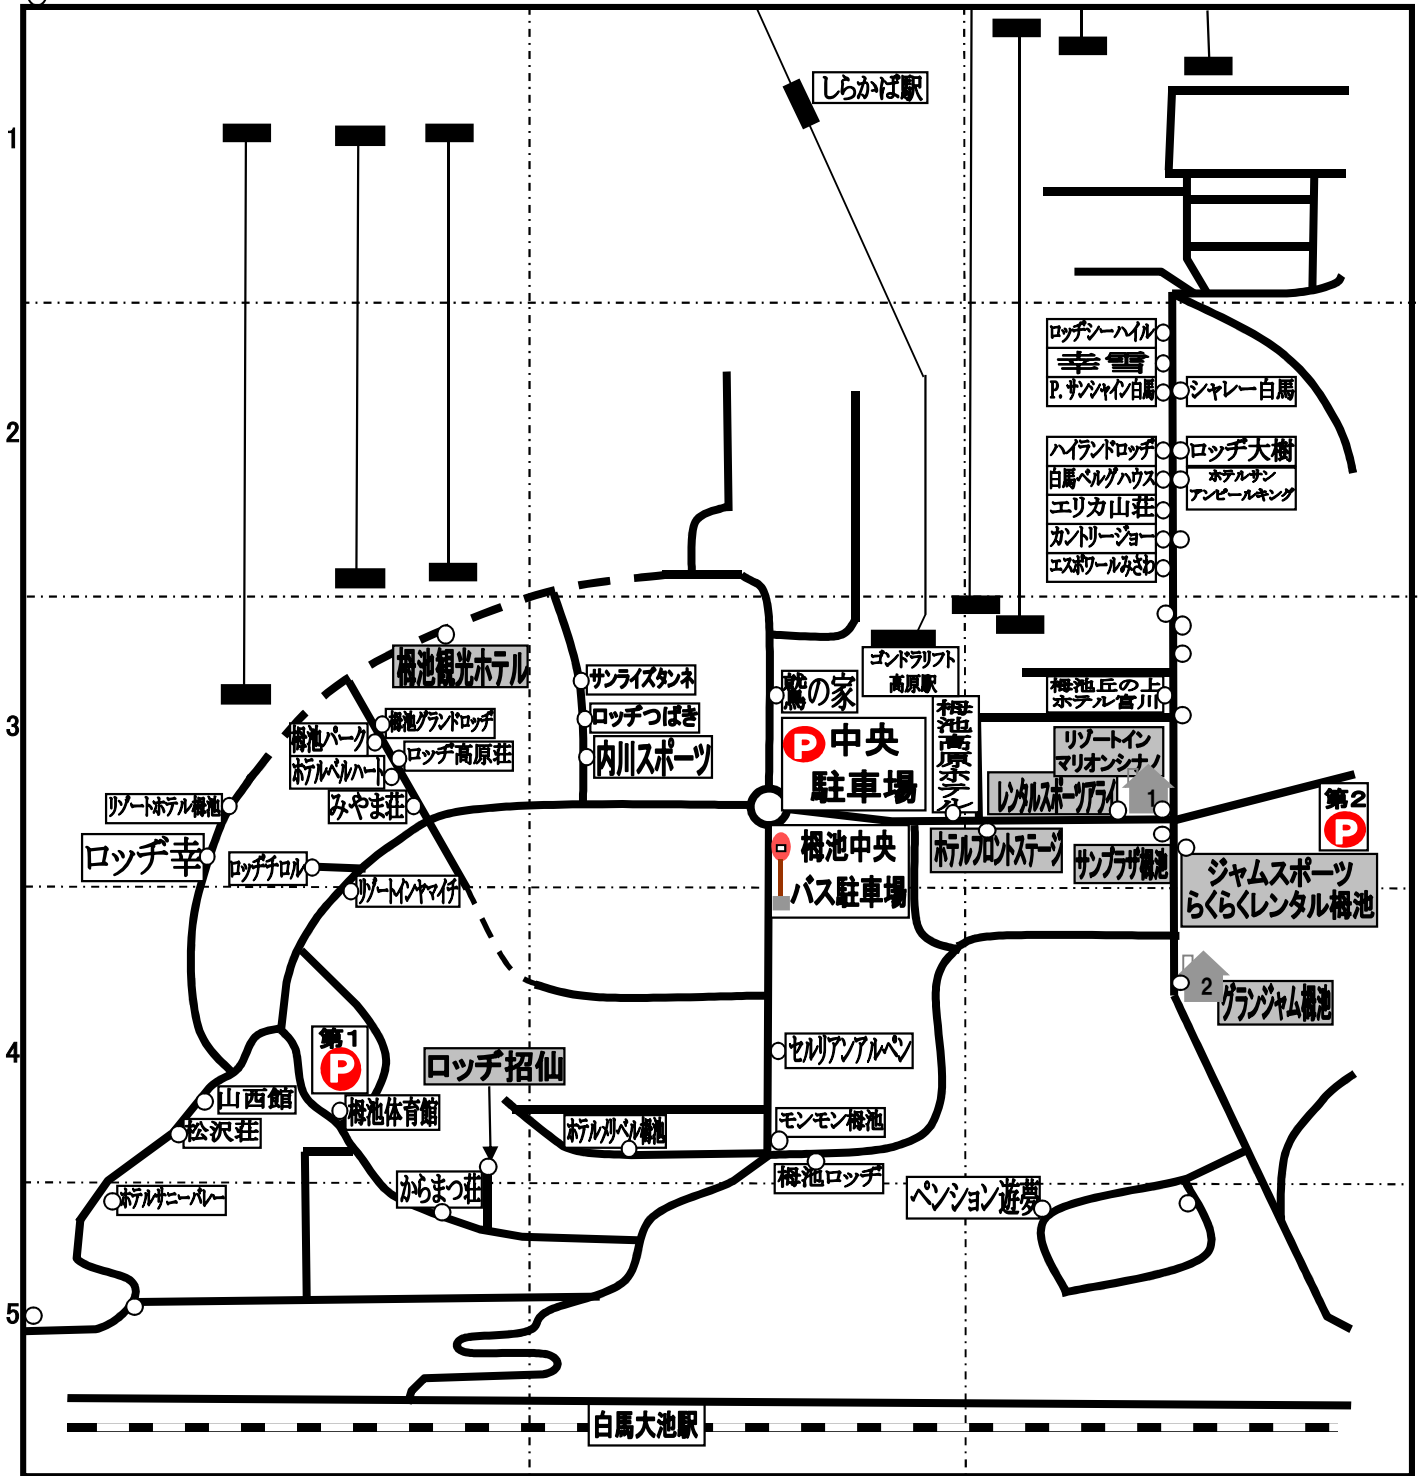 しらかば駅
1
ロッヂシーハイル
幸雪
P.サンシャイン白馬
シャレー白馬
2
ハイランドロッヂ
ロッヂ大樹
白馬ベルグハウス
ホテルサン
アンピールキング
エリカ山荘
カントリージョー
エスポワールみさわ
栂池観光ホテル
サンライズタンネ
鷲の家
ゴンドラリフト
高原駅
栂池丘の上
ホテル宮川
3
栂池グランドロッヂ
ロッヂつばき
栂池高原ホテル
栂池パーク
ロッヂ高原荘
内川スポーツ
P
中央
駐車場
リゾートイン
マリオンシナノ
ホテルベルハート
リゾートホテル栂池
みやま荘
レンタルスポーツアライ
1
第2
P
ロッヂ幸
ロッヂチロル
栂池中央
バス駐車場
ホテルフロントステージ
サンプラザ栂池
ジャムスポーツ
らくらくレンタル栂池
リゾートインヤマイチ
2
グランジャム栂池
4
第1
P
ロッヂ招仙
セルリアンアルペン
山西館
栂池体育館
松沢荘
ホテルメリベル栂池
モンモン栂池
栂池ロッヂ
からまつ荘
ホテルサニーバレー
ペンション遊夢
5
白馬大池駅